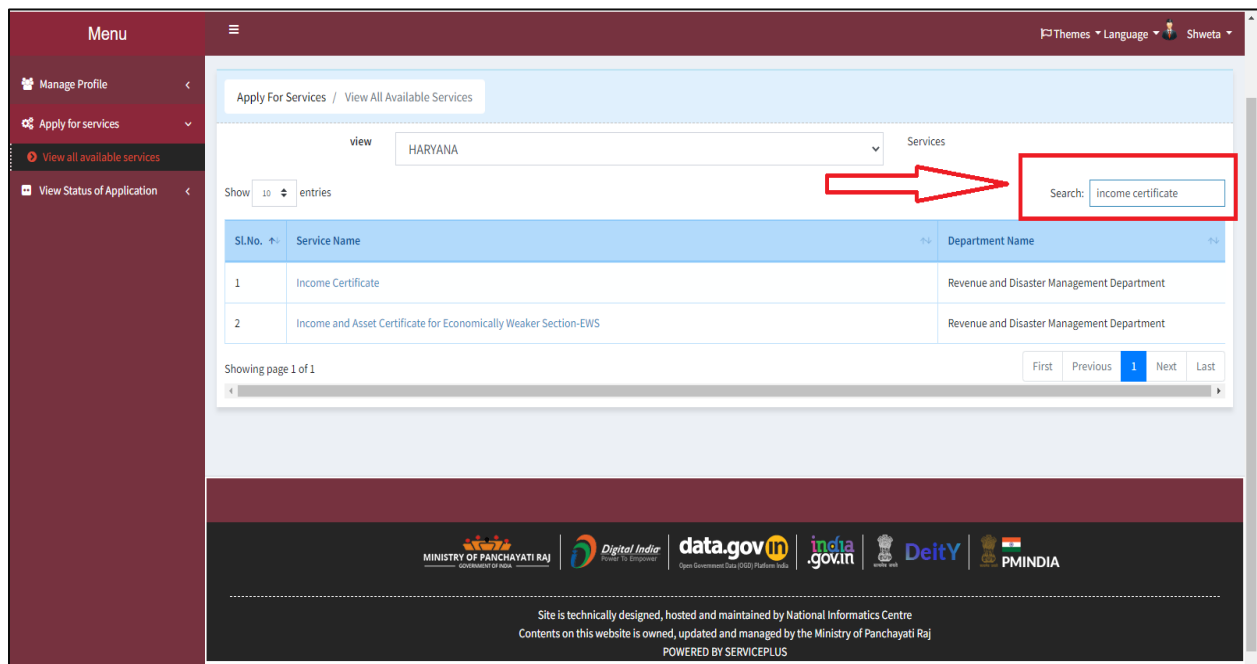 Menu
Themes Language Shweta
Manage Profile
Apply for services
View all available services
View Status of Application
Apply For Services / View All Available Services
view HARYANA Services
Show 10 entries Search: income certificate
Sl.No. Service Name Department Name
1 Income Certificate Revenue and Disaster Management Department
2 Income and Asset Certificate for Economically Weaker Section-EWS Revenue and Disaster Management Department
Showing page 1 of 1 First Previous 1 Next Last
MINISTRY OF PANCHAYATI RAJ
GOVERNMENT OF INDIA
Digital India
Power To Empower
data.gov in
Open Government Data (OGD) Platform India
india
.gov.in
DeitY
PMINDIA
Site is technically designed, hosted and maintained by National Informatics Centre
Contents on this website is owned, updated and managed by the Ministry of Panchayati Raj
POWERED BY SERVICEPLUS